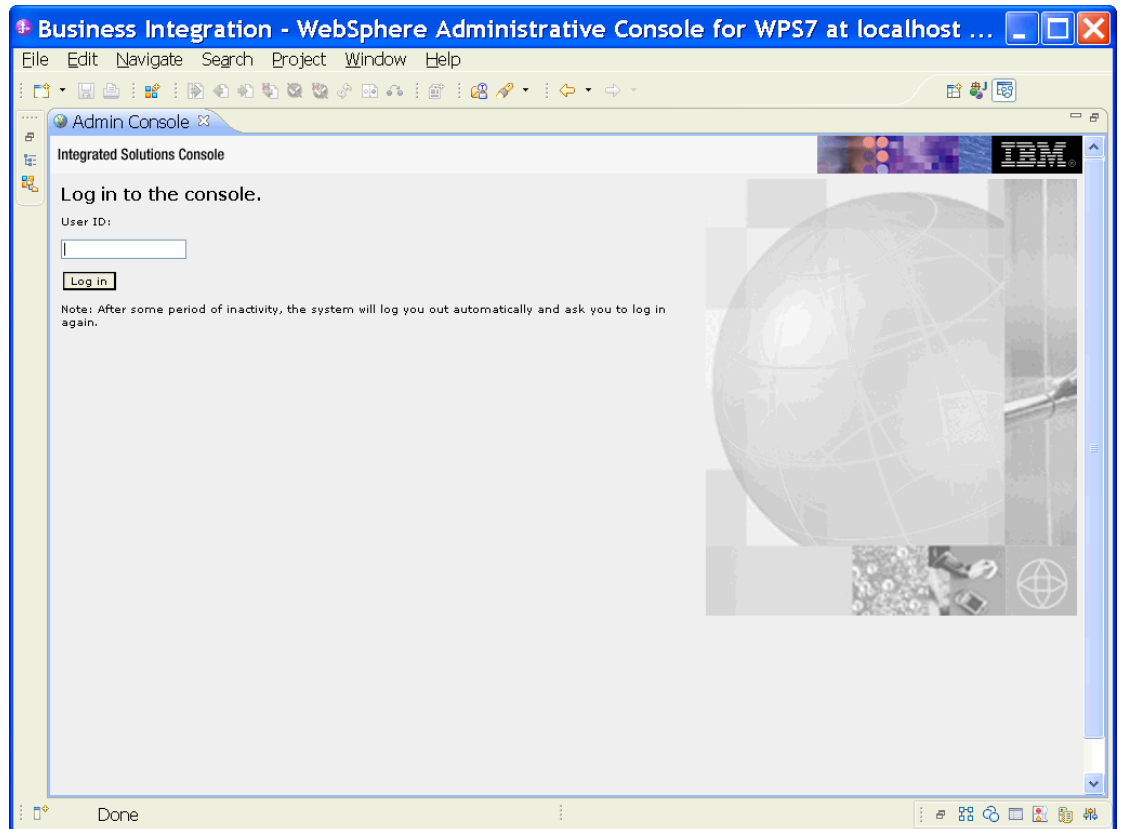 Business Integration - WebSphere Administrative Console for WPS7 at localhost ...
File Edit Navigate Search Project Window Help
Admin Console
Integrated Solutions Console
IBM®
Log in to the console.
User ID:
Log in
Note: After some period of inactivity, the system will log you out automatically and ask you to log in
again.
Done